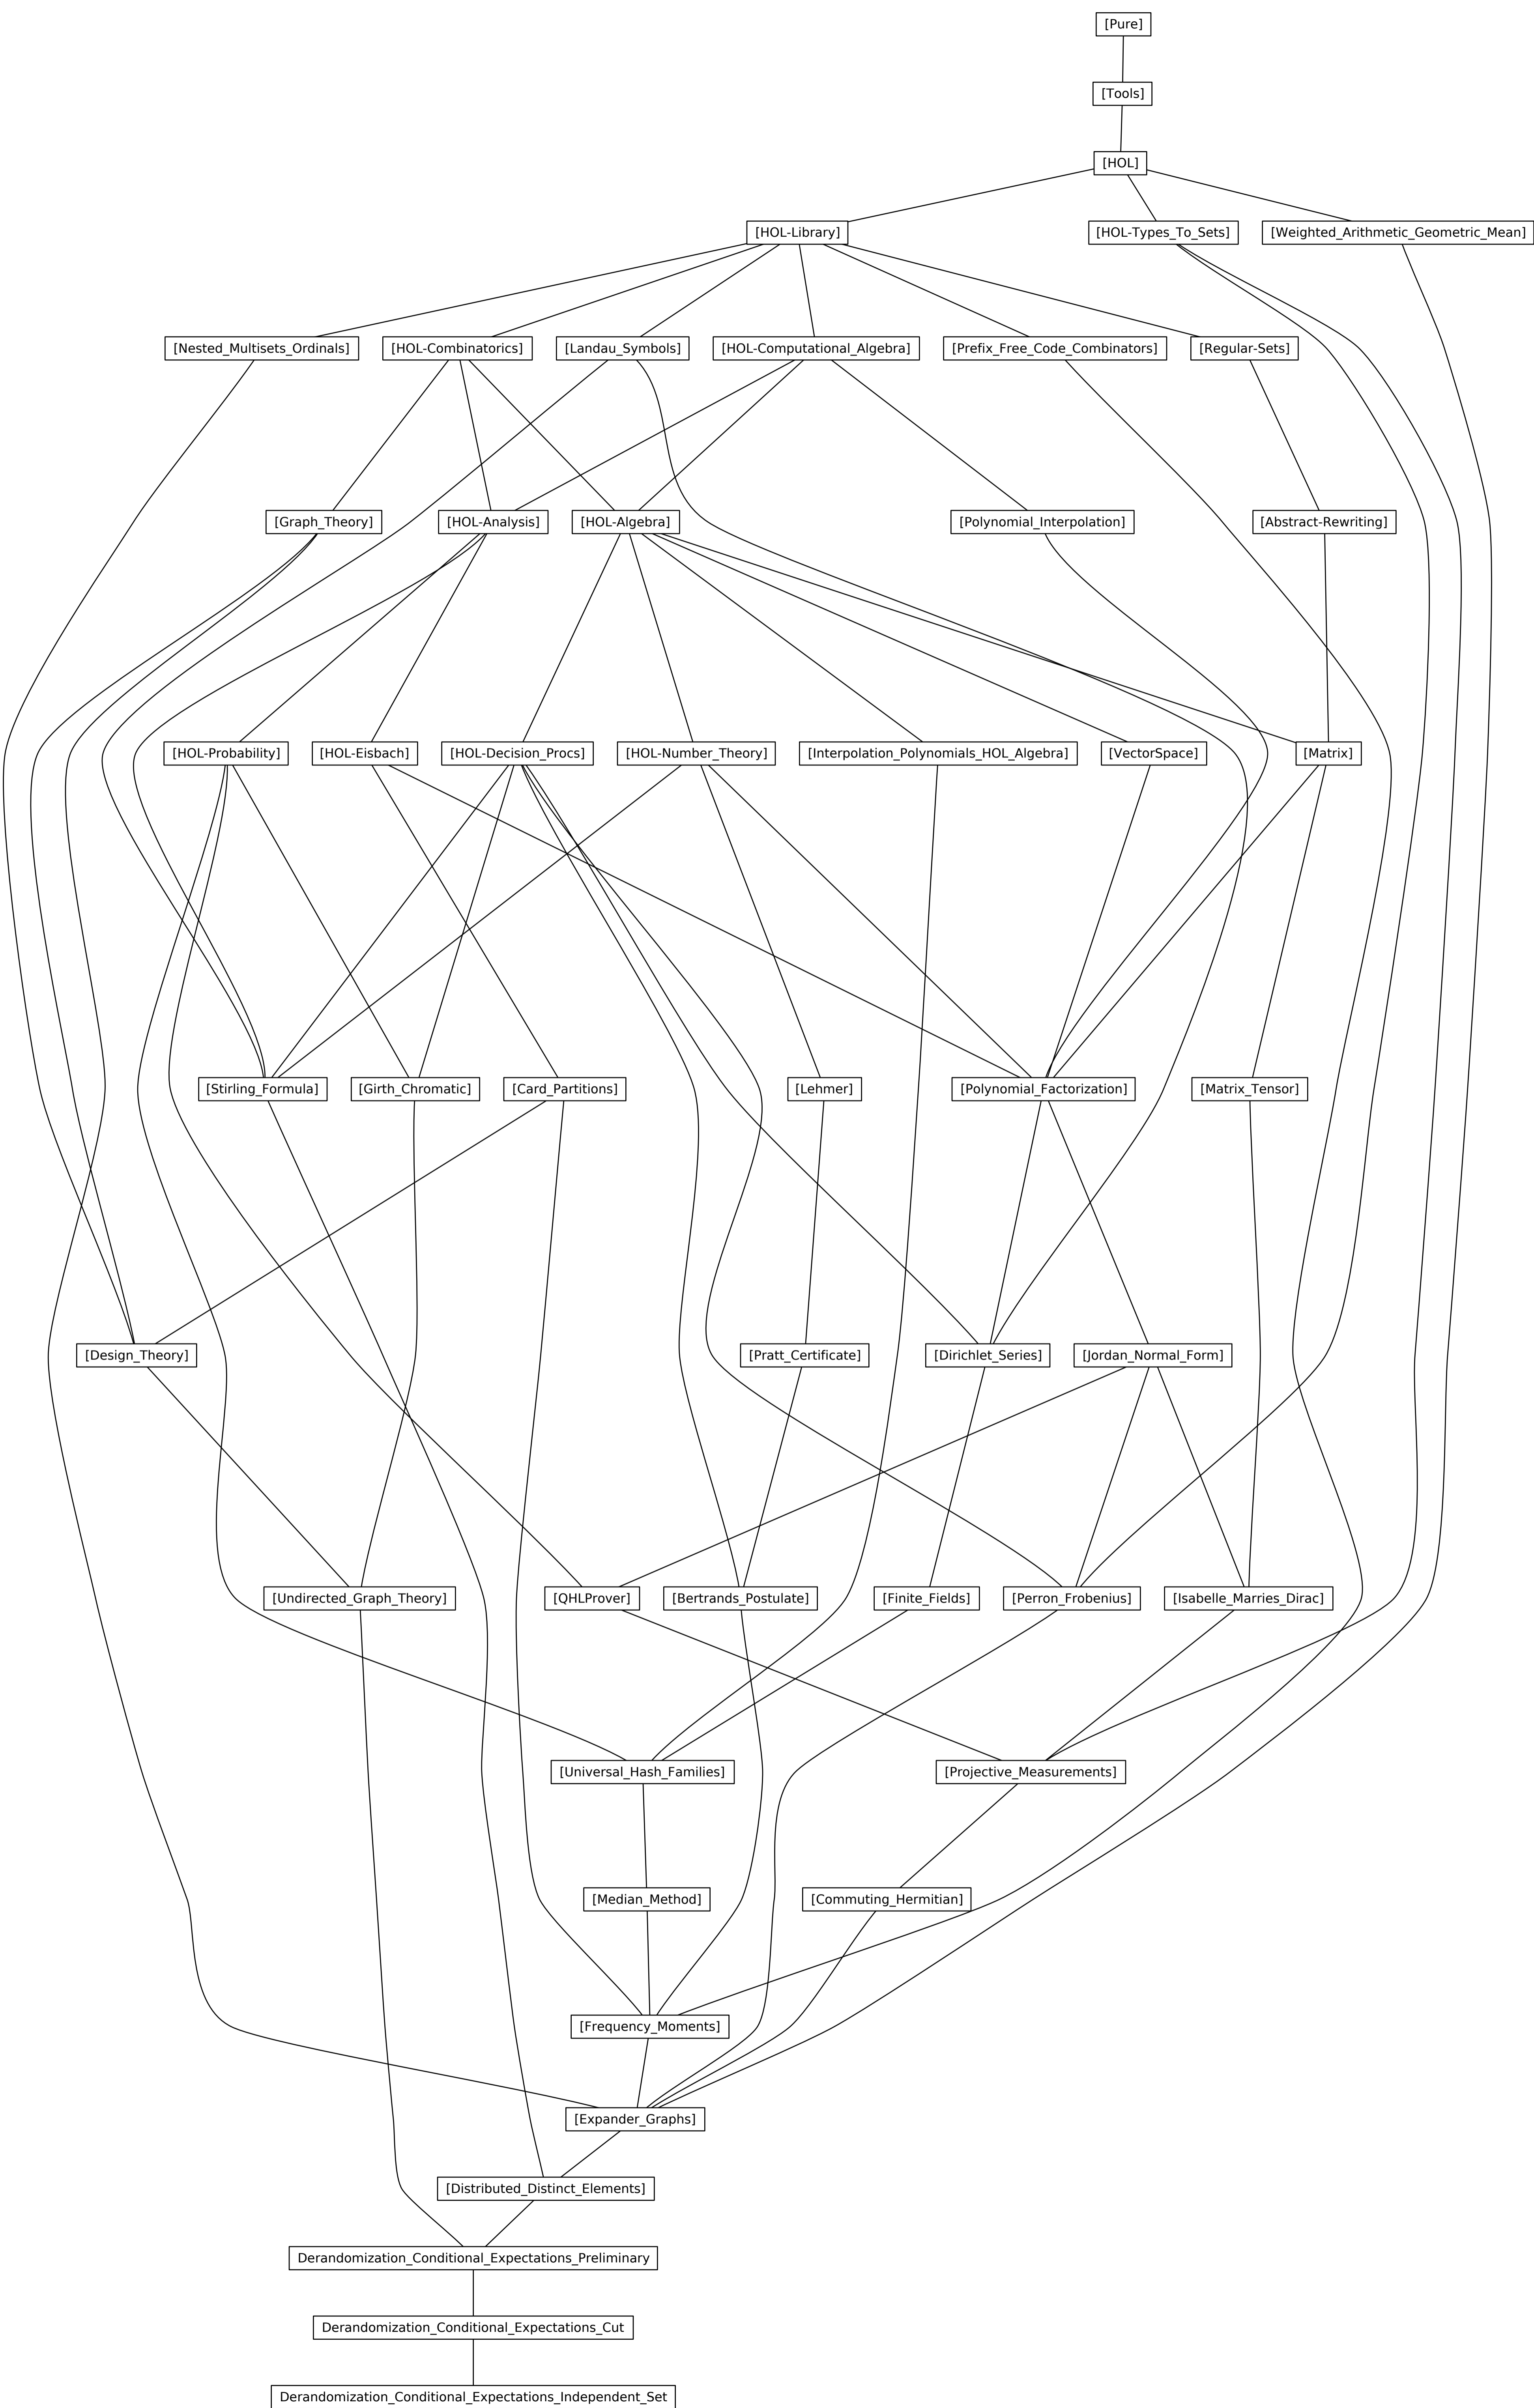 [Pure]
[Tools]
[HOL]
[HOL-Library]
[HOL-Types_To_Sets]
[Weighted_Arithmetic_Geometric_Mean]
[Nested_Multisets_Ordinals]
[HOL-Combinatorics]
[Landau_Symbols]
[HOL-Computational_Algebra]
[Prefix_Free_Code_Combinators]
[Regular-Sets]
[Graph_Theory]
[HOL-Analysis]
[HOL-Algebra]
[Polynomial_Interpolation]
[Abstract-Rewriting]
[HOL-Probability]
[HOL-Eisbach]
[HOL-Decision_Procs]
[HOL-Number_Theory]
[Interpolation_Polynomials_HOL_Algebra]
[VectorSpace]
[Matrix]
[Stirling_Formula]
[Girth_Chromatic]
[Card_Partitions]
[Lehmer]
[Polynomial_Factorization]
[Matrix_Tensor]
[Design_Theory]
[Pratt_Certificate]
[Dirichlet_Series]
[Jordan_Normal_Form]
[Undirected_Graph_Theory]
[QHLProver]
[Bertrands_Postulate]
[Finite_Fields]
[Perron_Frobenius]
[Isabelle_Marries_Dirac]
[Universal_Hash_Families]
[Projective_Measurements]
[Median_Method]
[Commuting_Hermitian]
[Frequency_Moments]
[Expander_Graphs]
[Distributed_Distinct_Elements]
Derandomization_Conditional_Expectations_Preliminary
Derandomization_Conditional_Expectations_Cut
Derandomization_Conditional_Expectations_Independent_Set